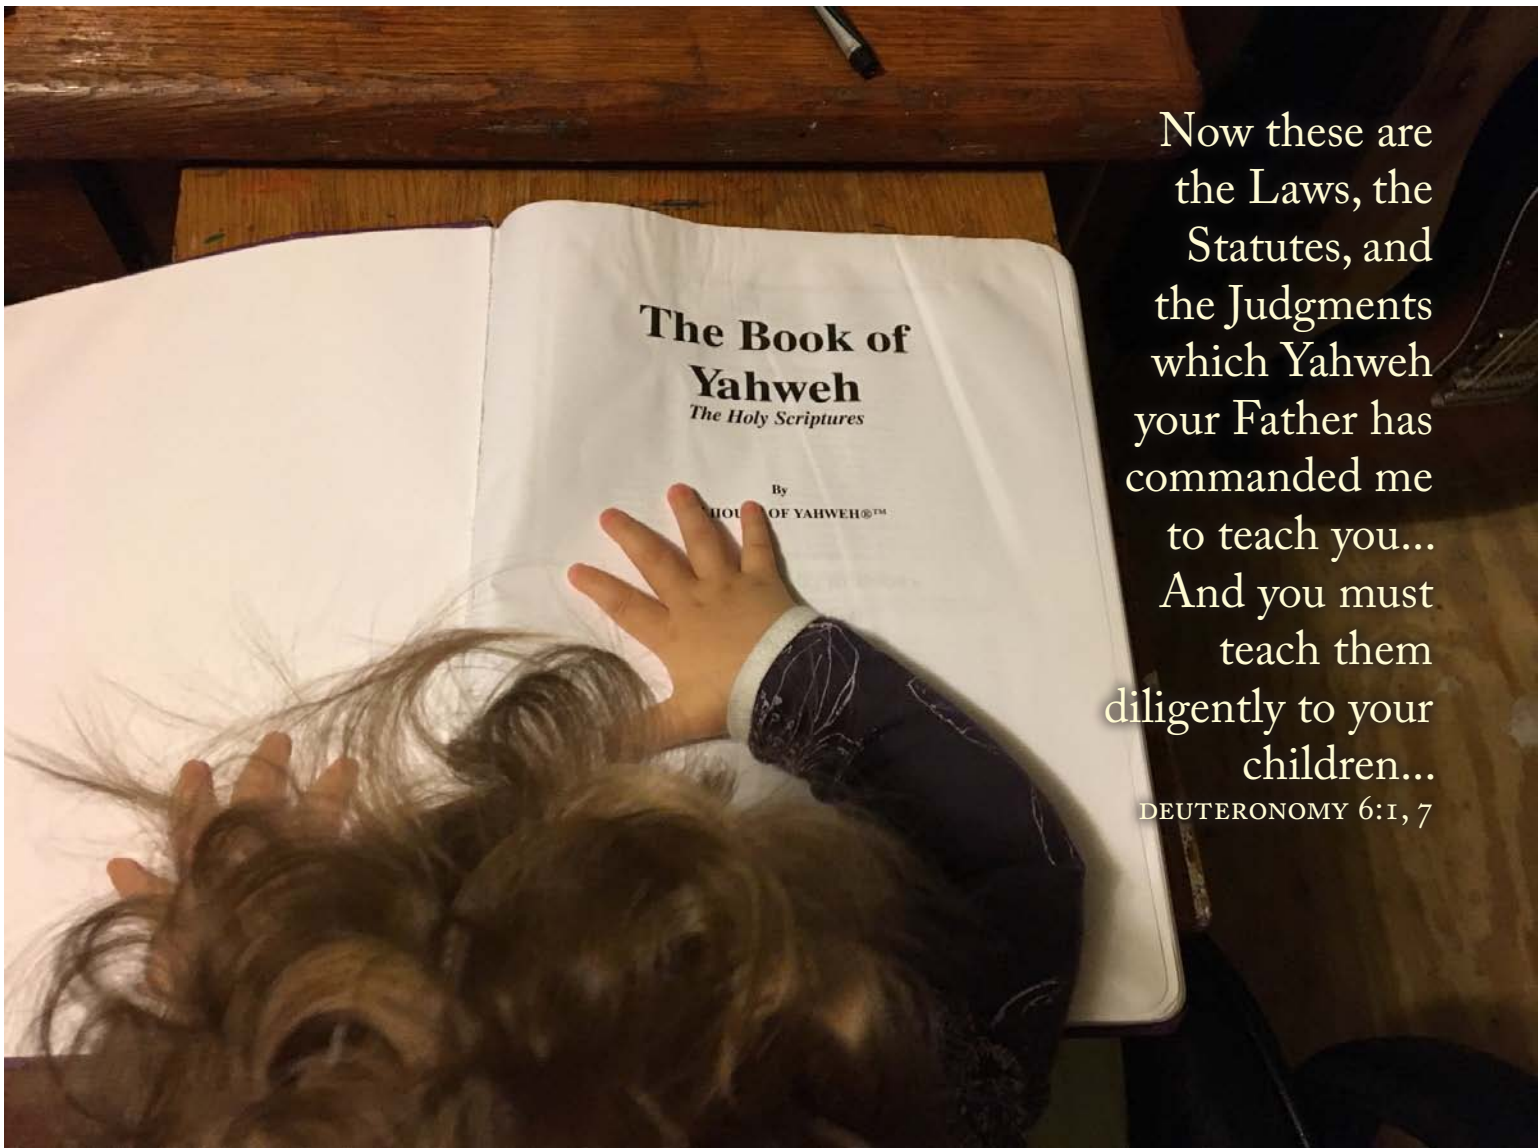 The Book of
Yahweh
The Holy Scriptures
By
OF YAHWEH®™
Now these are
the Laws, the
Statutes, and
the Judgments
which Yahweh
your Father has
commanded me
to teach you...
And you must
teach them
diligently to your
children...
DEUTERONOMY 6:1, 7